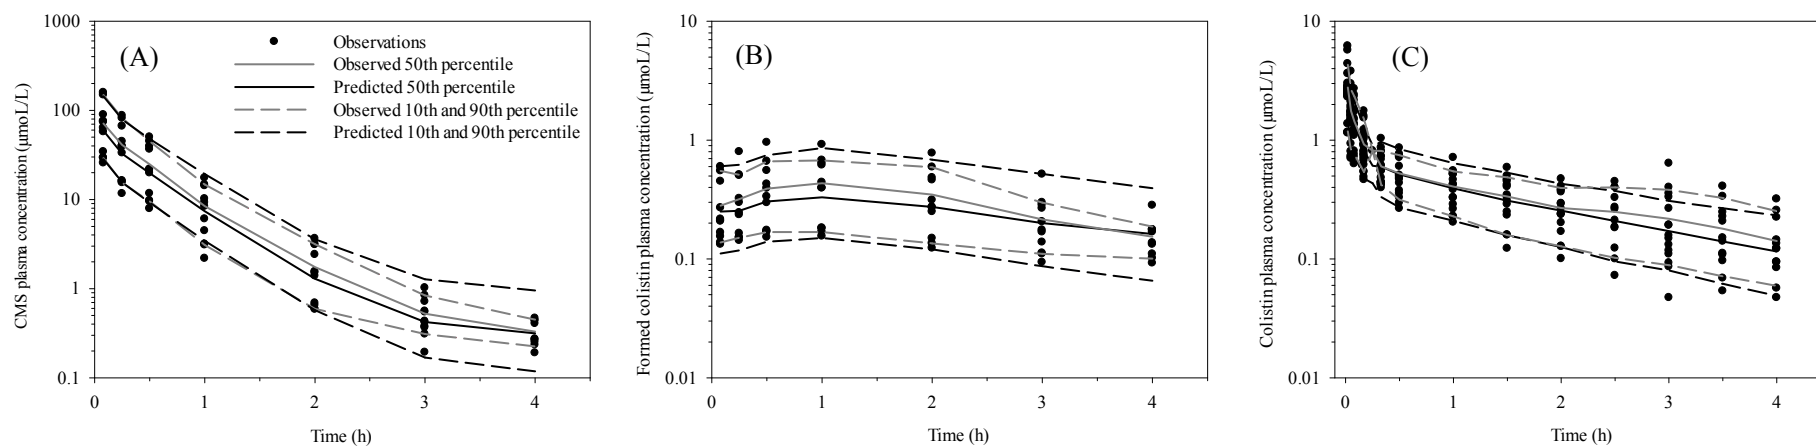 CMS plasma concentration (µmoL/L)
1000
100
10
1
0.1
(A)
Observations
Observed 50th percentile
Predicted 50th percentile
Observed 10th and 90th percentile
Predicted 10th and 90th percentile
0 1 2 3 4
Time (h)
Formed colistin plasma concentration (µmoL/L)
10
1
0.1
0.01
(B)
0 1 2 3 4
Time (h)
Colistin plasma concentration (µmoL/L)
10
1
0.1
0.01
(C)
0 1 2 3 4
Time (h)